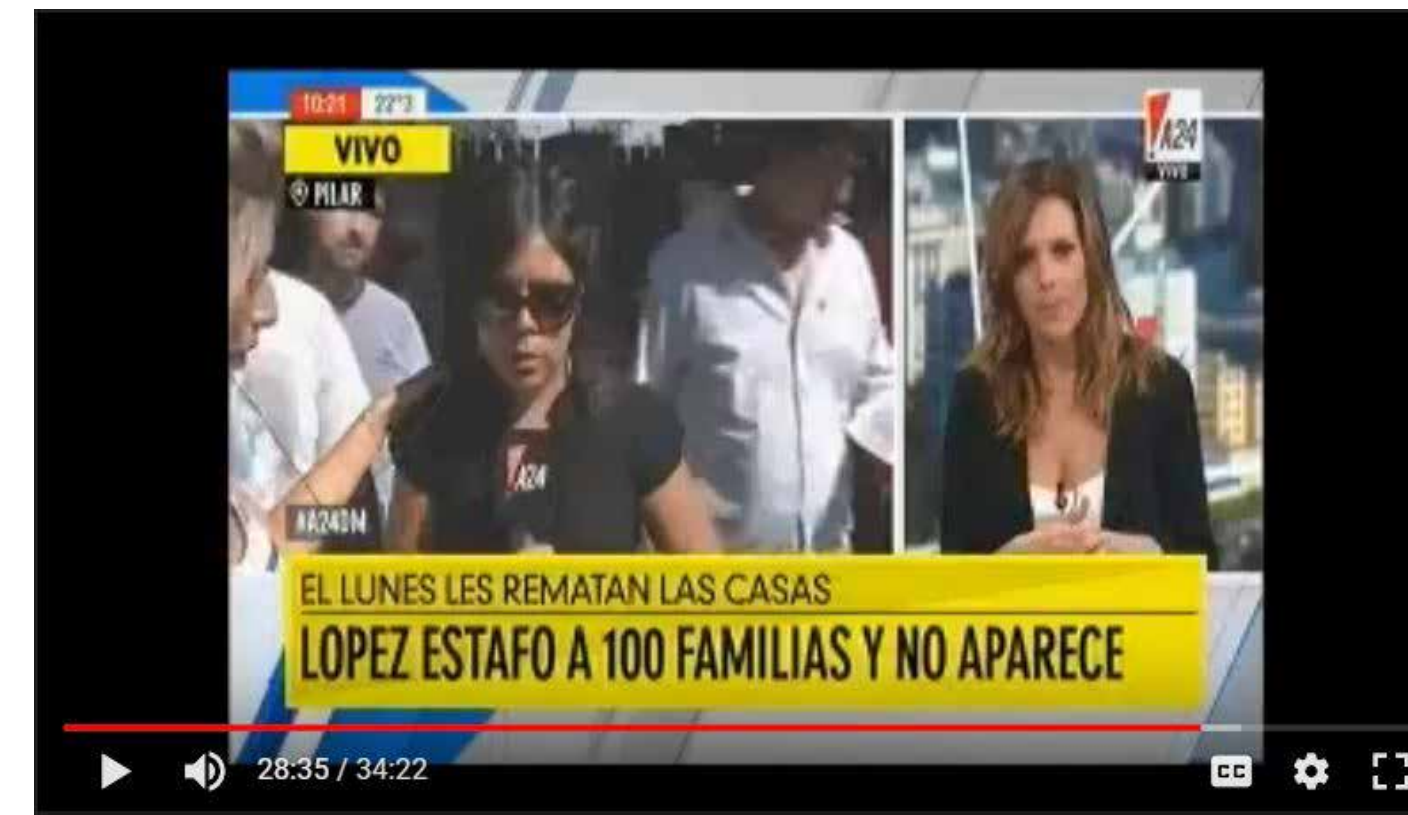 10:21 22°3
VIVO
PILAR
A24
VIVO
A24
#A24DM
EL LUNES LES REMATAN LAS CASAS
LOPEZ ESTAFO A 100 FAMILIAS Y NO APARECE
28:35 / 34:22
CC